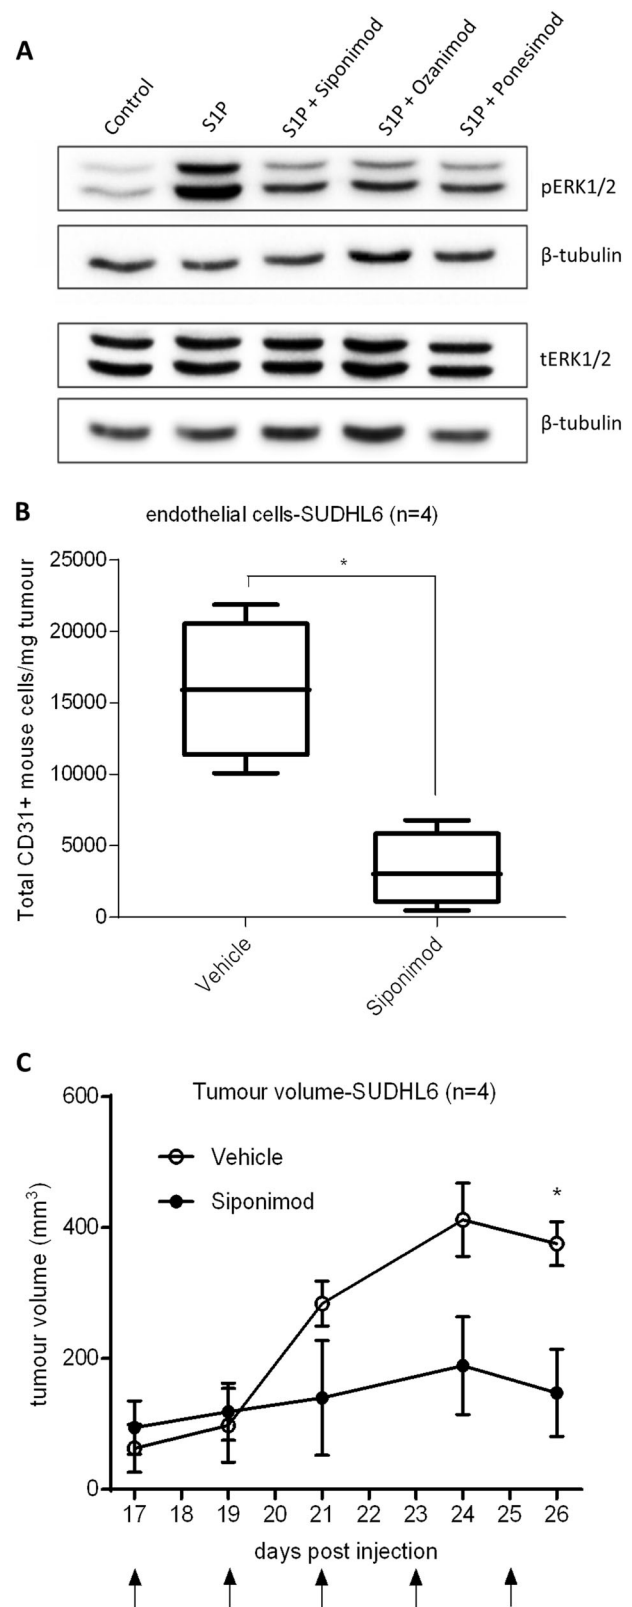 A
Control
S1P
S1P + Siponimod
S1P + Ozanimod
S1P + Ponesimod
pERK1/2
β-tubulin
tERK1/2
β-tubulin
B
endothelial cells-SUDHL6 (n=4)
*
Total CD31+ mouse cells/mg tumour
25000
20000
15000
10000
5000
0
Vehicle
Siponimod
C
Tumour volume-SUDHL6 (n=4)
Vehicle
Siponimod
*
tumour volume (mm³)
600
400
200
0
17 18 19 20 21 22 23 24 25 26
days post injection